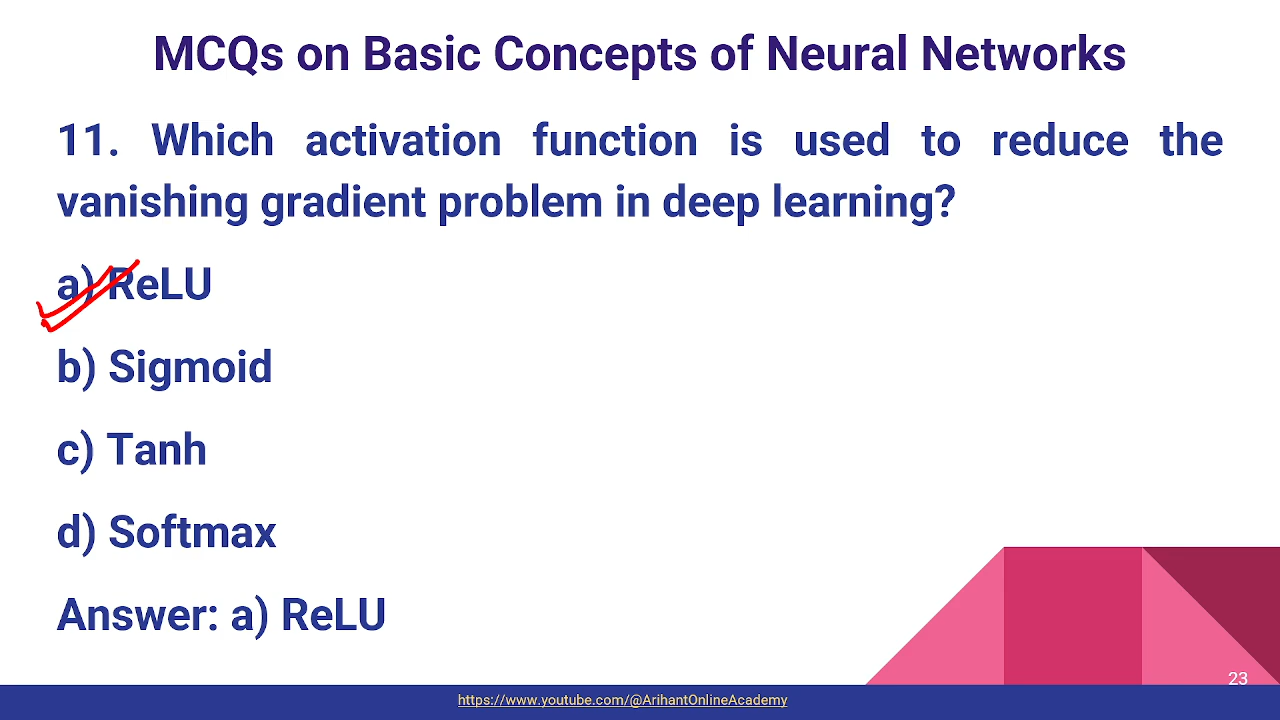 MCQs on Basic Concepts of Neural Networks
11. Which activation function is used to reduce the
vanishing gradient problem in deep learning?
a) ReLU
b) Sigmoid
c) Tanh
d) Softmax
Answer: a) ReLU
23
https://www.youtube.com/@ArihantOnlineAcademy